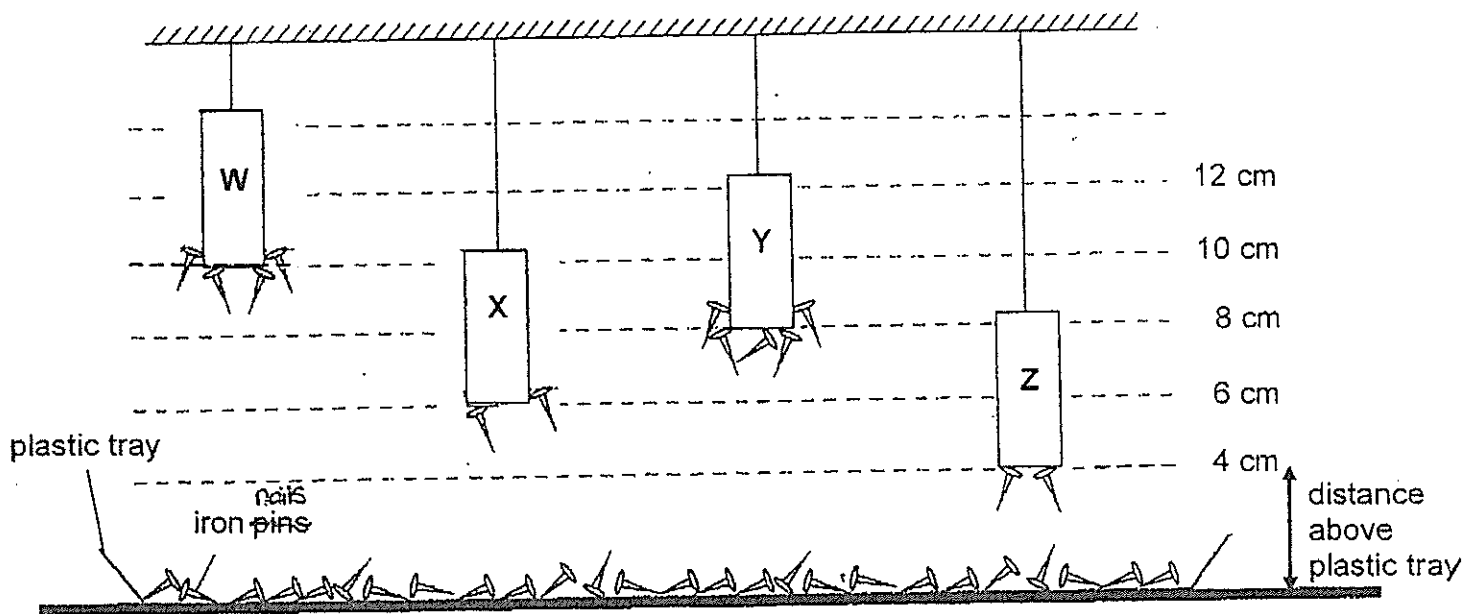 W
12 cm
Y
10 cm
X
8 cm
Z
6 cm
plastic tray
4 cm
nails
iron pins
distance
above
plastic tray